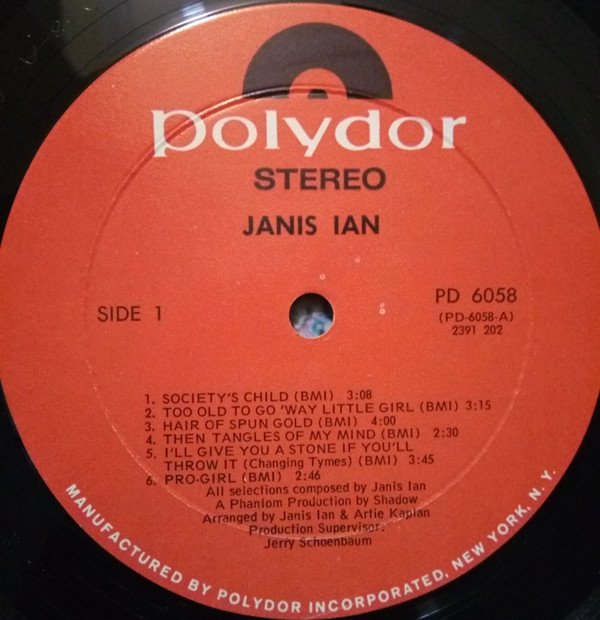 polydor
STEREO
JANIS IAN
SIDE 1
PD 6058
(PD-6058-A)
2391 202
1. SOCIETY'S CHILD (BMI) 3:08
2. TOO OLD TO GO 'WAY LITTLE GIRL (BMI) 3:15
3. HAIR OF SPUN GOLD (BMI) 4:00
4. THEN TANGLES OF MY MIND (BMI) 2:30
5. I'LL GIVE YOU A STONE IF YOU'LL
THROW IT (Changing Tymes) (BMI) 3:45
6. PRO-GIRL (BMI) 2:46
All selections composed by Janis Ian
A Phantom Production by Shadow
Arranged by Janis Ian & Artie Kaplan
Production Supervisor:
Jerry Schoenbaum
MANUFACTURED BY POLYDOR INCORPORATED, NEW YORK, N. Y.